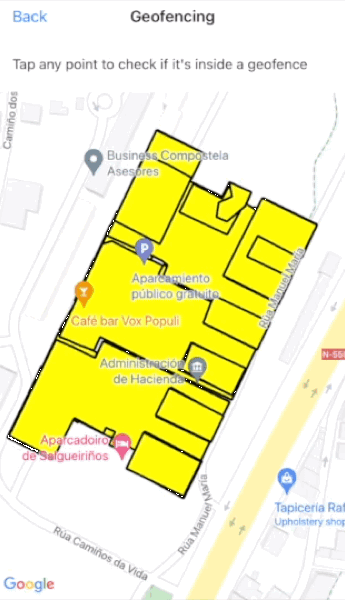 Back
Geofencing
Tap any point to check if it's inside a geofence
Camiño dos
Business Compostela
Asesores
P
Aparcamiento
público gratuito
Rúa Manuel María
Café bar Vox Populi
N-55
Administración
de Hacienda
Aparcadoiro
de Salgueiriños
Rúa Manuel María
Tapicería Raf
Upholstery shop
Rúa Camiños da Vida
Google